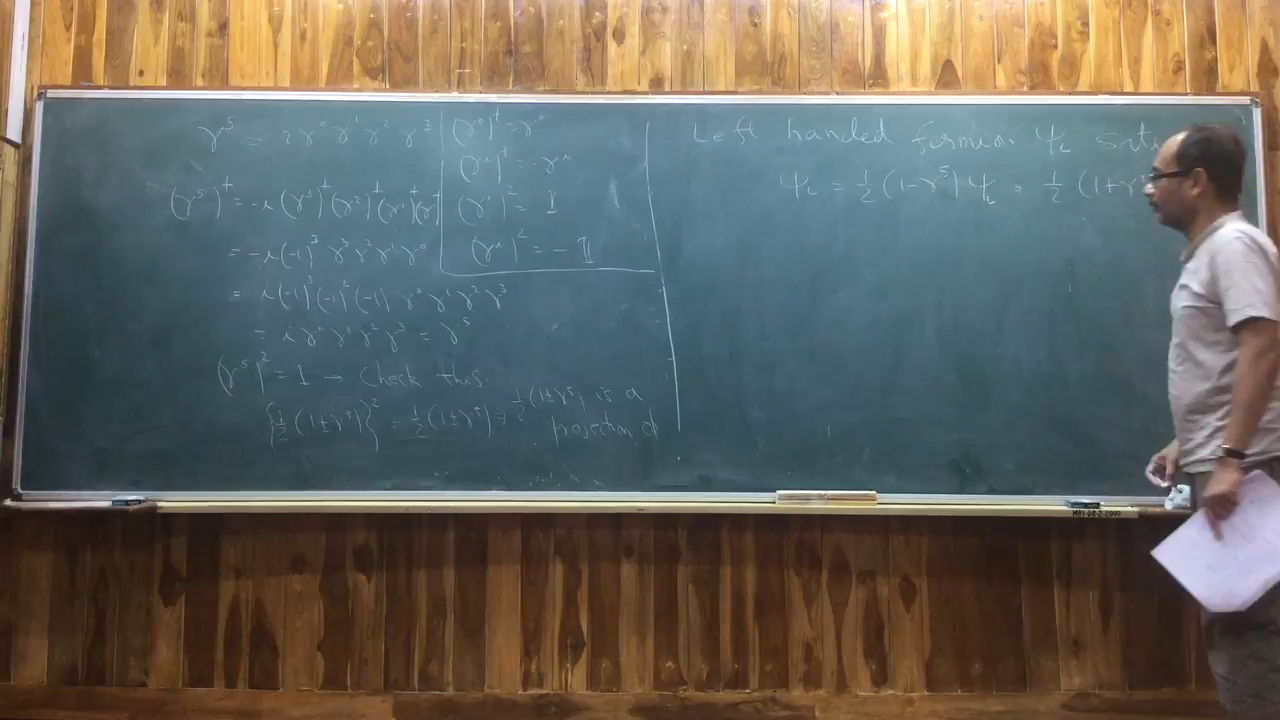 γ⁵ = iγ⁰γ¹γ²γ³
(γ⁵)† = -i(γ³)†(γ²)†(γ¹)†(γ⁰)
= -i(-1)³γ³γ²γ¹γ⁰
= i(-1)³(-1)²(-1)γ⁰γ¹γ²γ³
= iγ⁰γ¹γ²γ³ = γ⁵
(γ⁵)² = 1 → Check this.
{½(1±γ⁵)}² = ½(1±γ⁵) ⇒ ½(1±γ⁵) is a
projection
(γ⁰)† = γ⁰
(γⁱ)† = -γⁱ
(γ⁰)² = 𝟙
(γⁱ)² = -𝟙
Left handed fermion ψ_L
ψ_L = ½(1-γ⁵)ψ_L, ½(1+γ